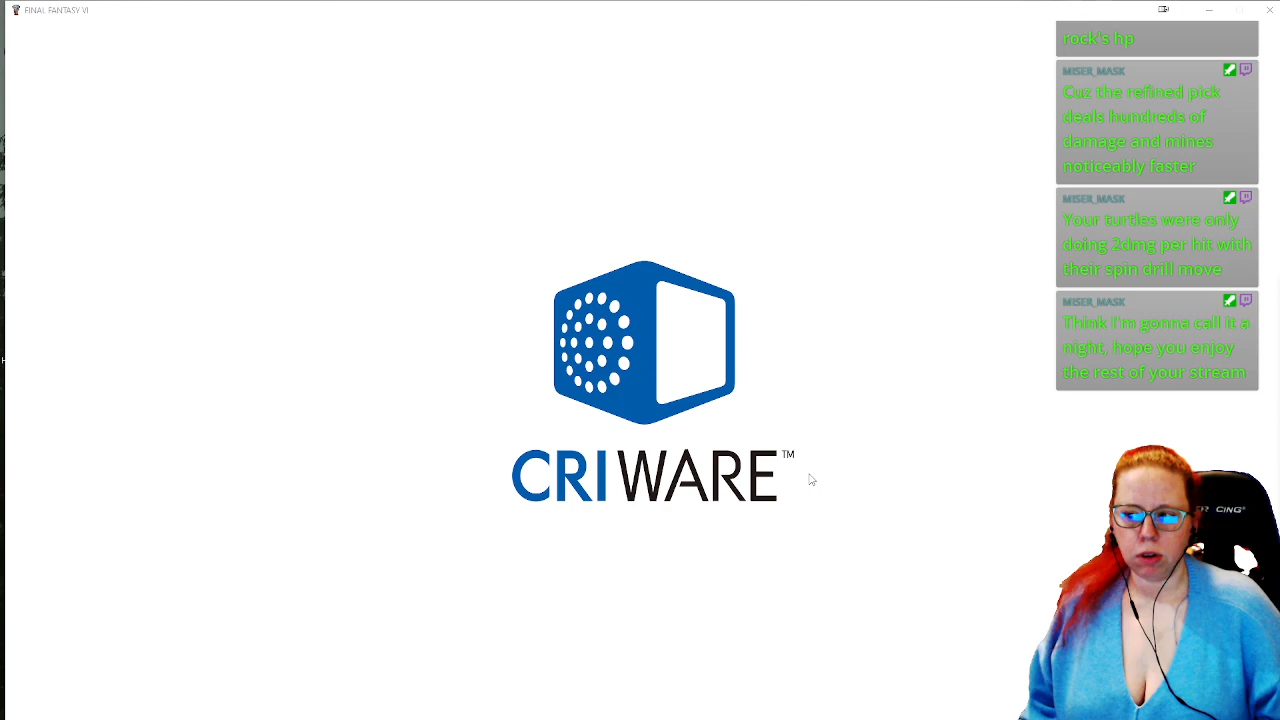 FINAL FANTASY VI
rock's hp
MISER_MASK
Cuz the refined pick
deals hundreds of
damage and mines
noticeably faster
MISER_MASK
Your turtles were only
doing 2dmg per hit with
their spin drill move
MISER_MASK
Think I'm gonna call it a
night, hope you enjoy
the rest of your stream
CRIWARE™